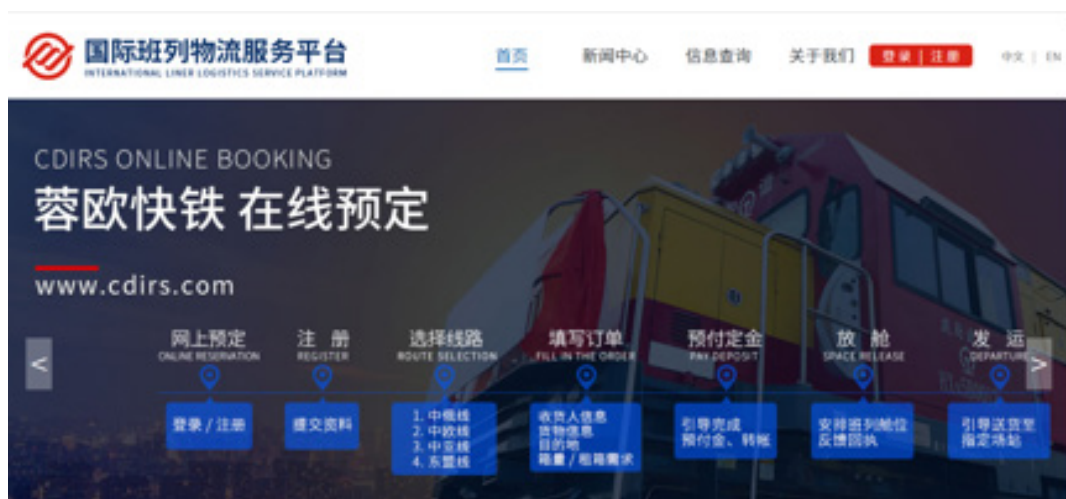 国际班列物流服务平台
INTERNATIONAL LINER LOGISTICS SERVICE PLATFORM
首页 新闻中心 信息查询 关于我们 登录 | 注册 中文 | EN
CDIRS ONLINE BOOKING
蓉欧快铁 在线预定
www.cdirs.com
网上预定 注 册 选择线路 填写订单 预付定金 放 舱 发 运
ONLINE RESERVATION REGISTER ROUTE SELECTION FILL IN THE ORDER PAY DEPOSIT SPACE RELEASE DEPARTURE
< >
登录 / 注册
提交资料
1. 中俄线
2. 中欧线
3. 中亚线
4. 东盟线
收货人信息
货物信息
目的地
箱量 / 租箱需求
引导完成
预付金、转账
安排班列舱位
反馈回执
引导送货至
指定场站